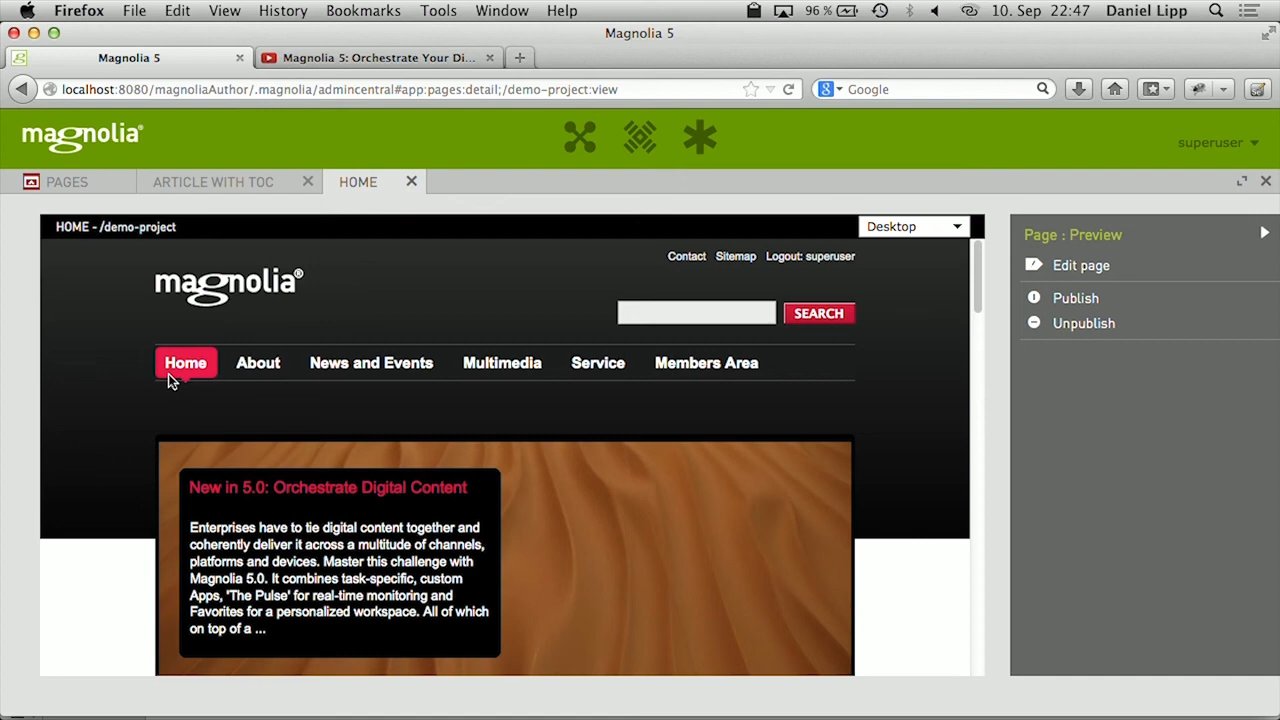 Firefox File Edit View History Bookmarks Tools Window Help 96% 10. Sep 22:47 Daniel Lipp
Magnolia 5
Magnolia 5 Magnolia 5: Orchestrate Your Di...
localhost:8080/magnoliaAuthor/.magnolia/admincentral#app:pages:detail;/demo-project:view Google
magnolia® superuser
PAGES ARTICLE WITH TOC HOME
HOME - /demo-project Desktop
Contact Sitemap Logout: superuser
magnolia®
SEARCH
Home About News and Events Multimedia Service Members Area
New in 5.0: Orchestrate Digital Content
Enterprises have to tie digital content together and
coherently deliver it across a multitude of channels,
platforms and devices. Master this challenge with
Magnolia 5.0. It combines task-specific, custom
Apps, 'The Pulse' for real-time monitoring and
Favorites for a personalized workspace. All of which
on top of a ...
Page : Preview
Edit page
Publish
Unpublish